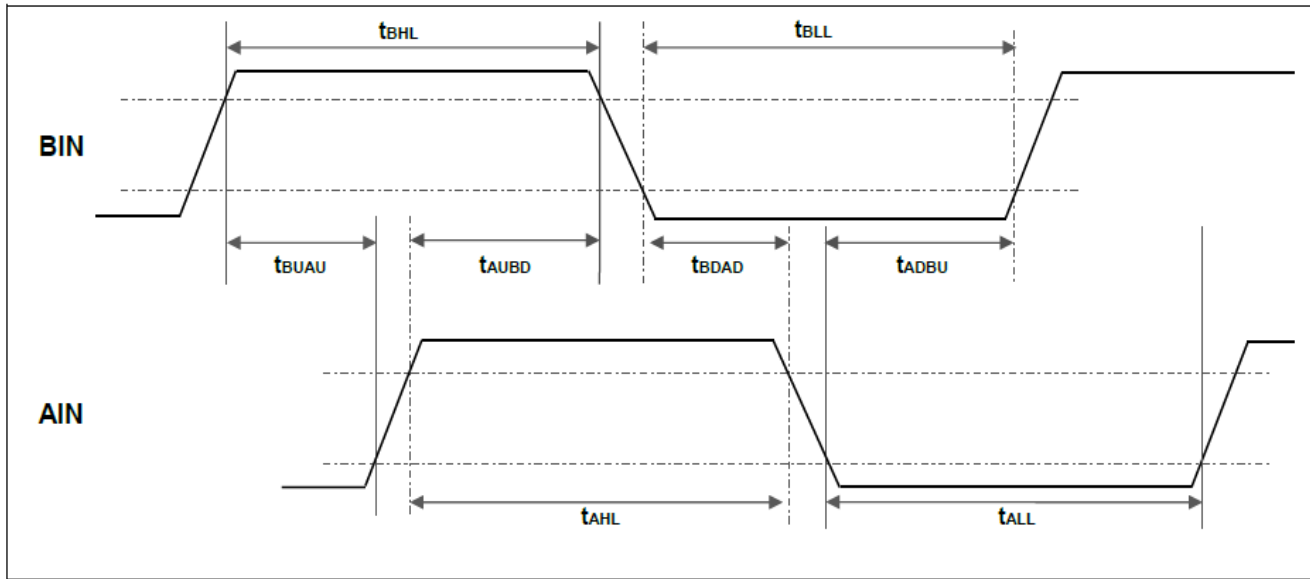 tBHL
tBLL
BIN
tBUAU
tAUBD
tBDAD
tADBU
AIN
tAHL
tALL